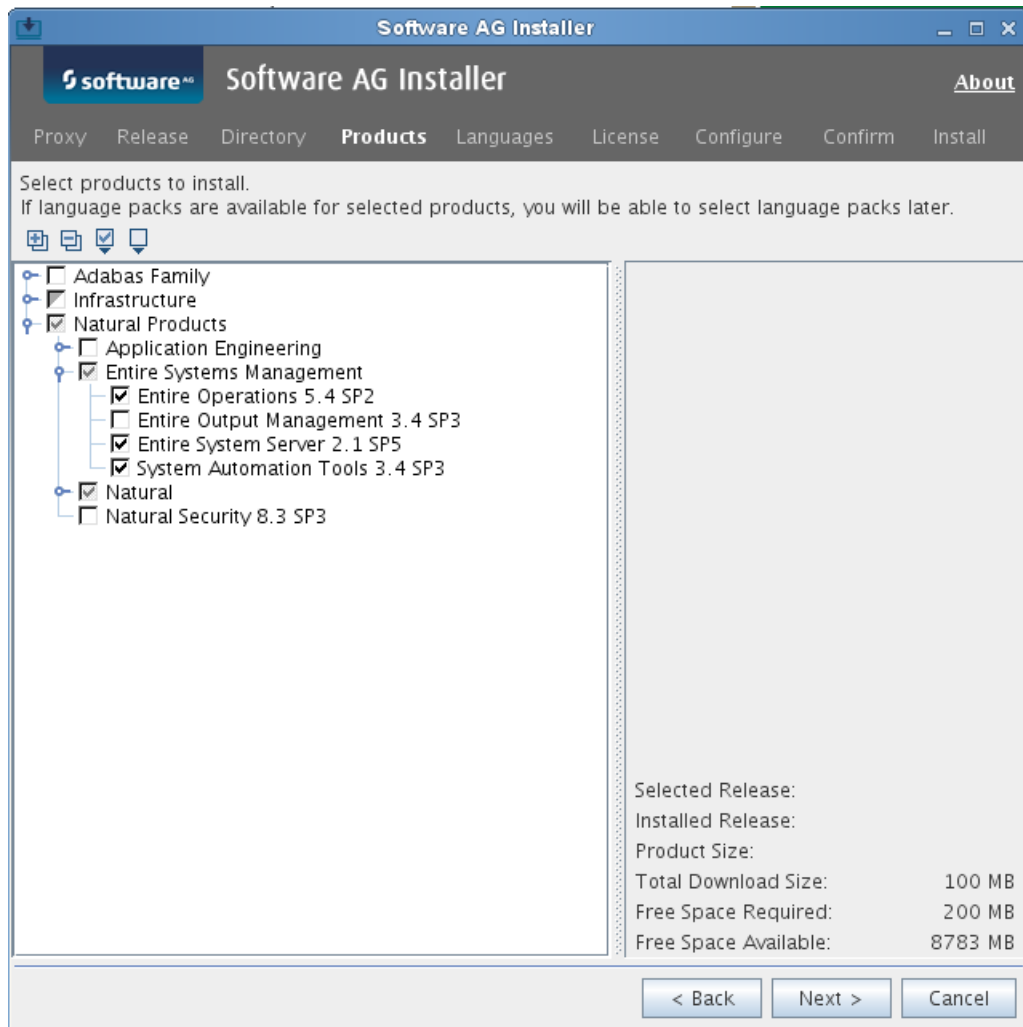 Software AG Installer
software AG
Software AG Installer
About
Proxy Release Directory Products Languages License Configure Confirm Install
Select products to install.
If language packs are available for selected products, you will be able to select language packs later.
Adabas Family
Infrastructure
Natural Products
Application Engineering
Entire Systems Management
Entire Operations 5.4 SP2
Entire Output Management 3.4 SP3
Entire System Server 2.1 SP5
System Automation Tools 3.4 SP3
Natural
Natural Security 8.3 SP3
Selected Release:
Installed Release:
Product Size:
Total Download Size: 100 MB
Free Space Required: 200 MB
Free Space Available: 8783 MB
< Back Next > Cancel